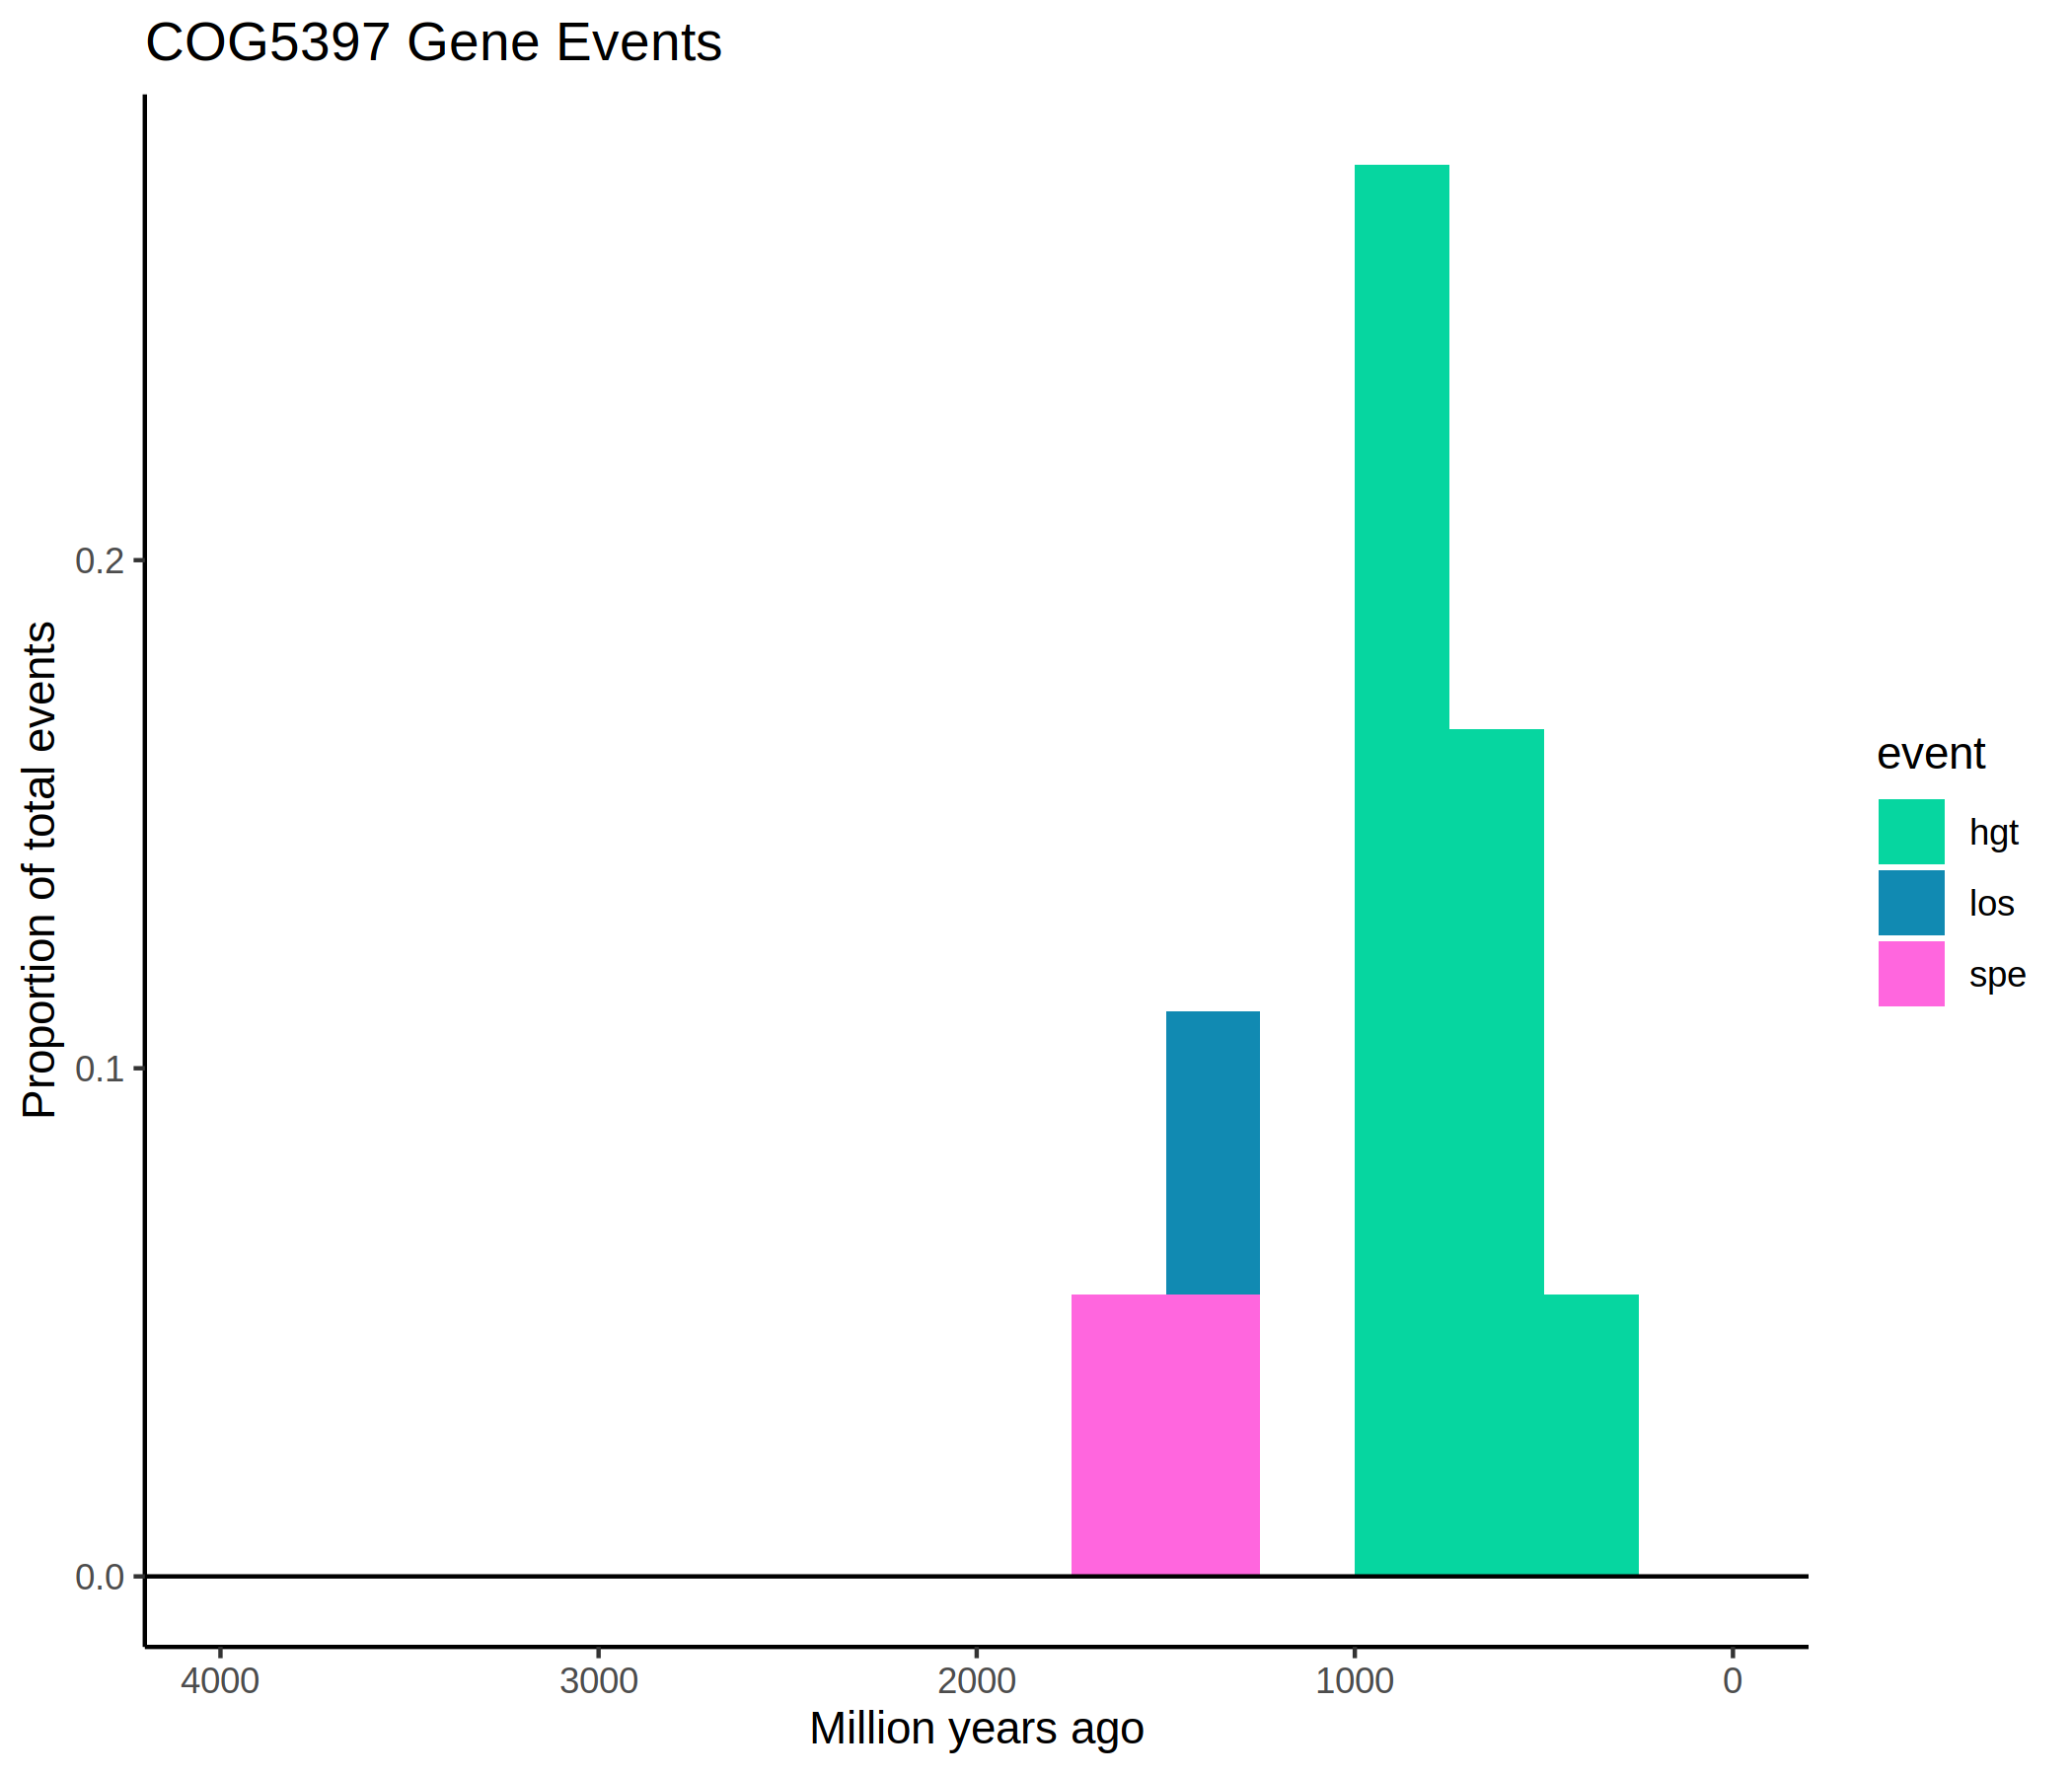 COG5397 Gene Events
Proportion of total events
0.2
0.1
0.0
4000 3000 2000 1000 0
Million years ago
event
hgt
los
spe